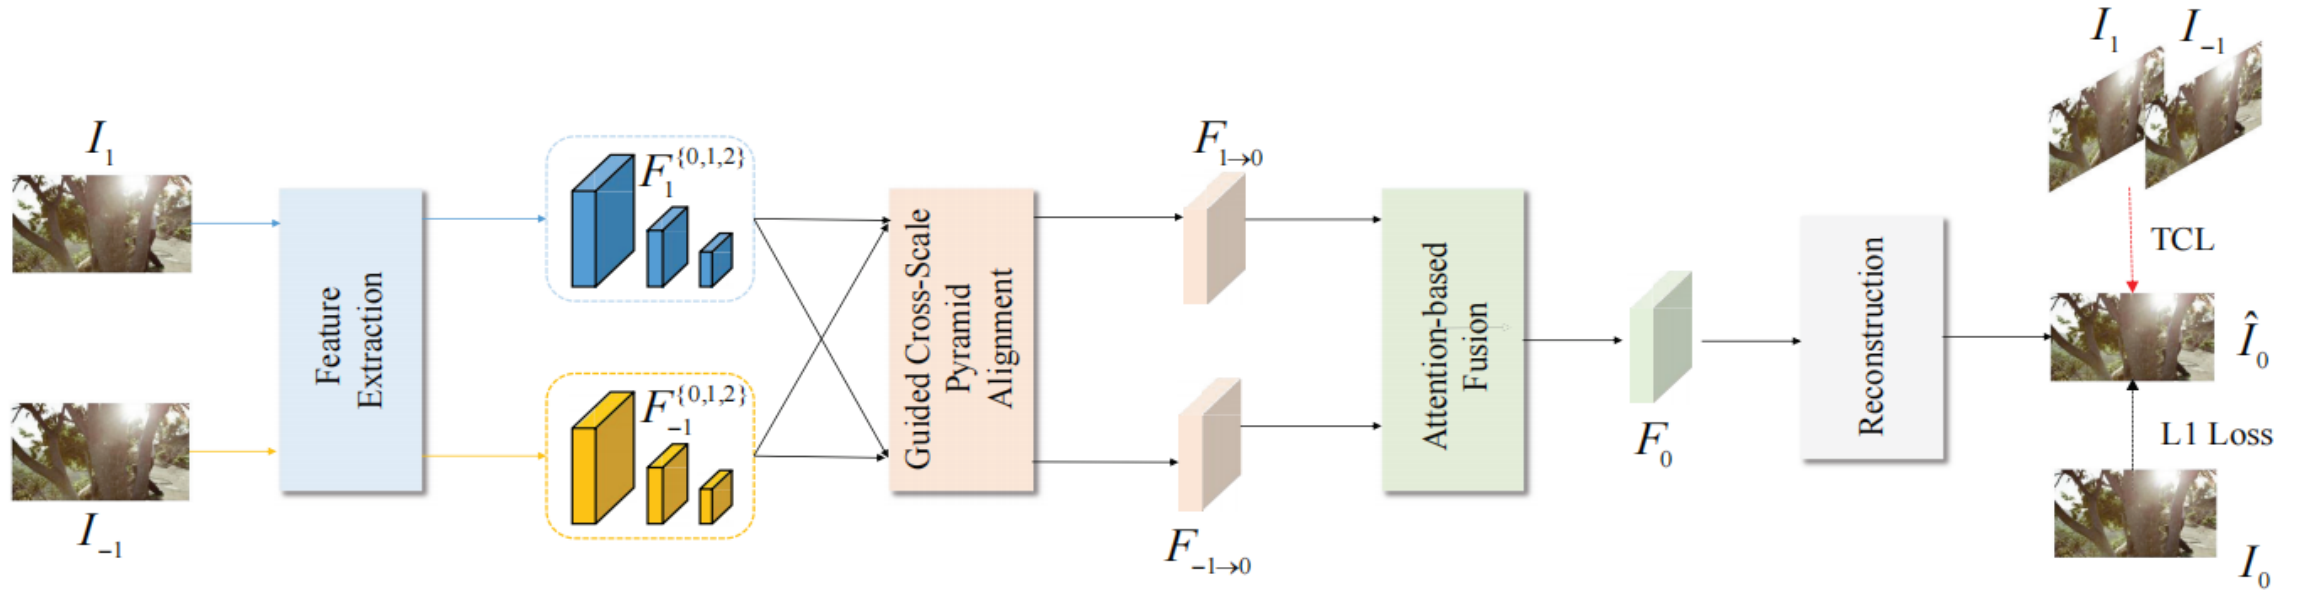 I₁
I₋₁
Feature
Extraction
F₁^{0,1,2}
F₋₁^{0,1,2}
Guided Cross-Scale
Pyramid
Alignment
F₁→₀
F₋₁→₀
Attention-based
Fusion
F₀
Reconstruction
I₁ I₋₁
TCL
Î₀
L1 Loss
I₀